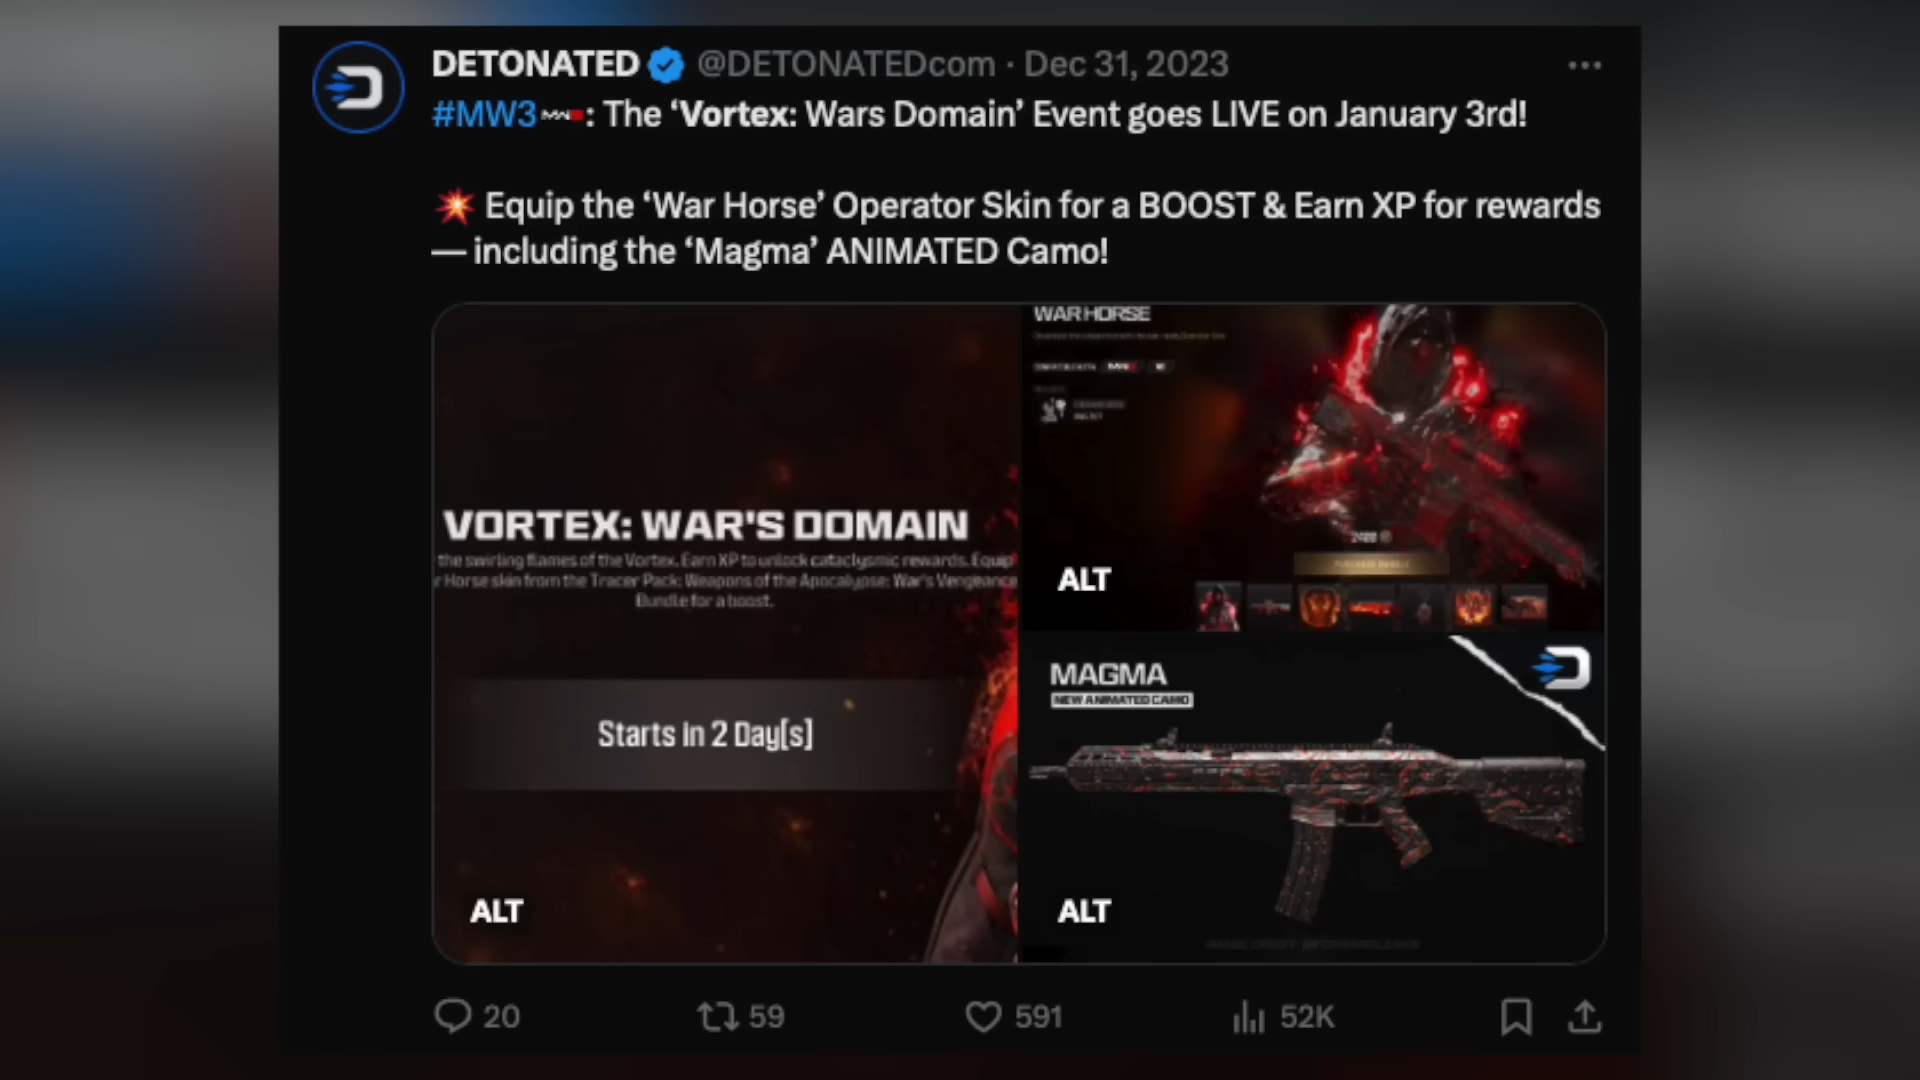 DETONATED @DETONATEDcom · Dec 31, 2023
#MW3 : The ‘Vortex: Wars Domain’ Event goes LIVE on January 3rd!
💥 Equip the ‘War Horse’ Operator Skin for a BOOST & Earn XP for rewards
— including the ‘Magma’ ANIMATED Camo!
VORTEX: WAR'S DOMAIN
the swirling flames of the Vortex. Earn XP to unlock cataclysmic rewards. Equip
r Horse skin from the Tracer Pack: Weapons of the Apocalypse: War's Vengeance
Bundle for a boost.
Starts In 2 Day[s]
ALT
WAR HORSE
2400
PURCHASE BUNDLE
ALT
MAGMA
NEW ANIMATED CAMO
ALT
20 59 591 52K